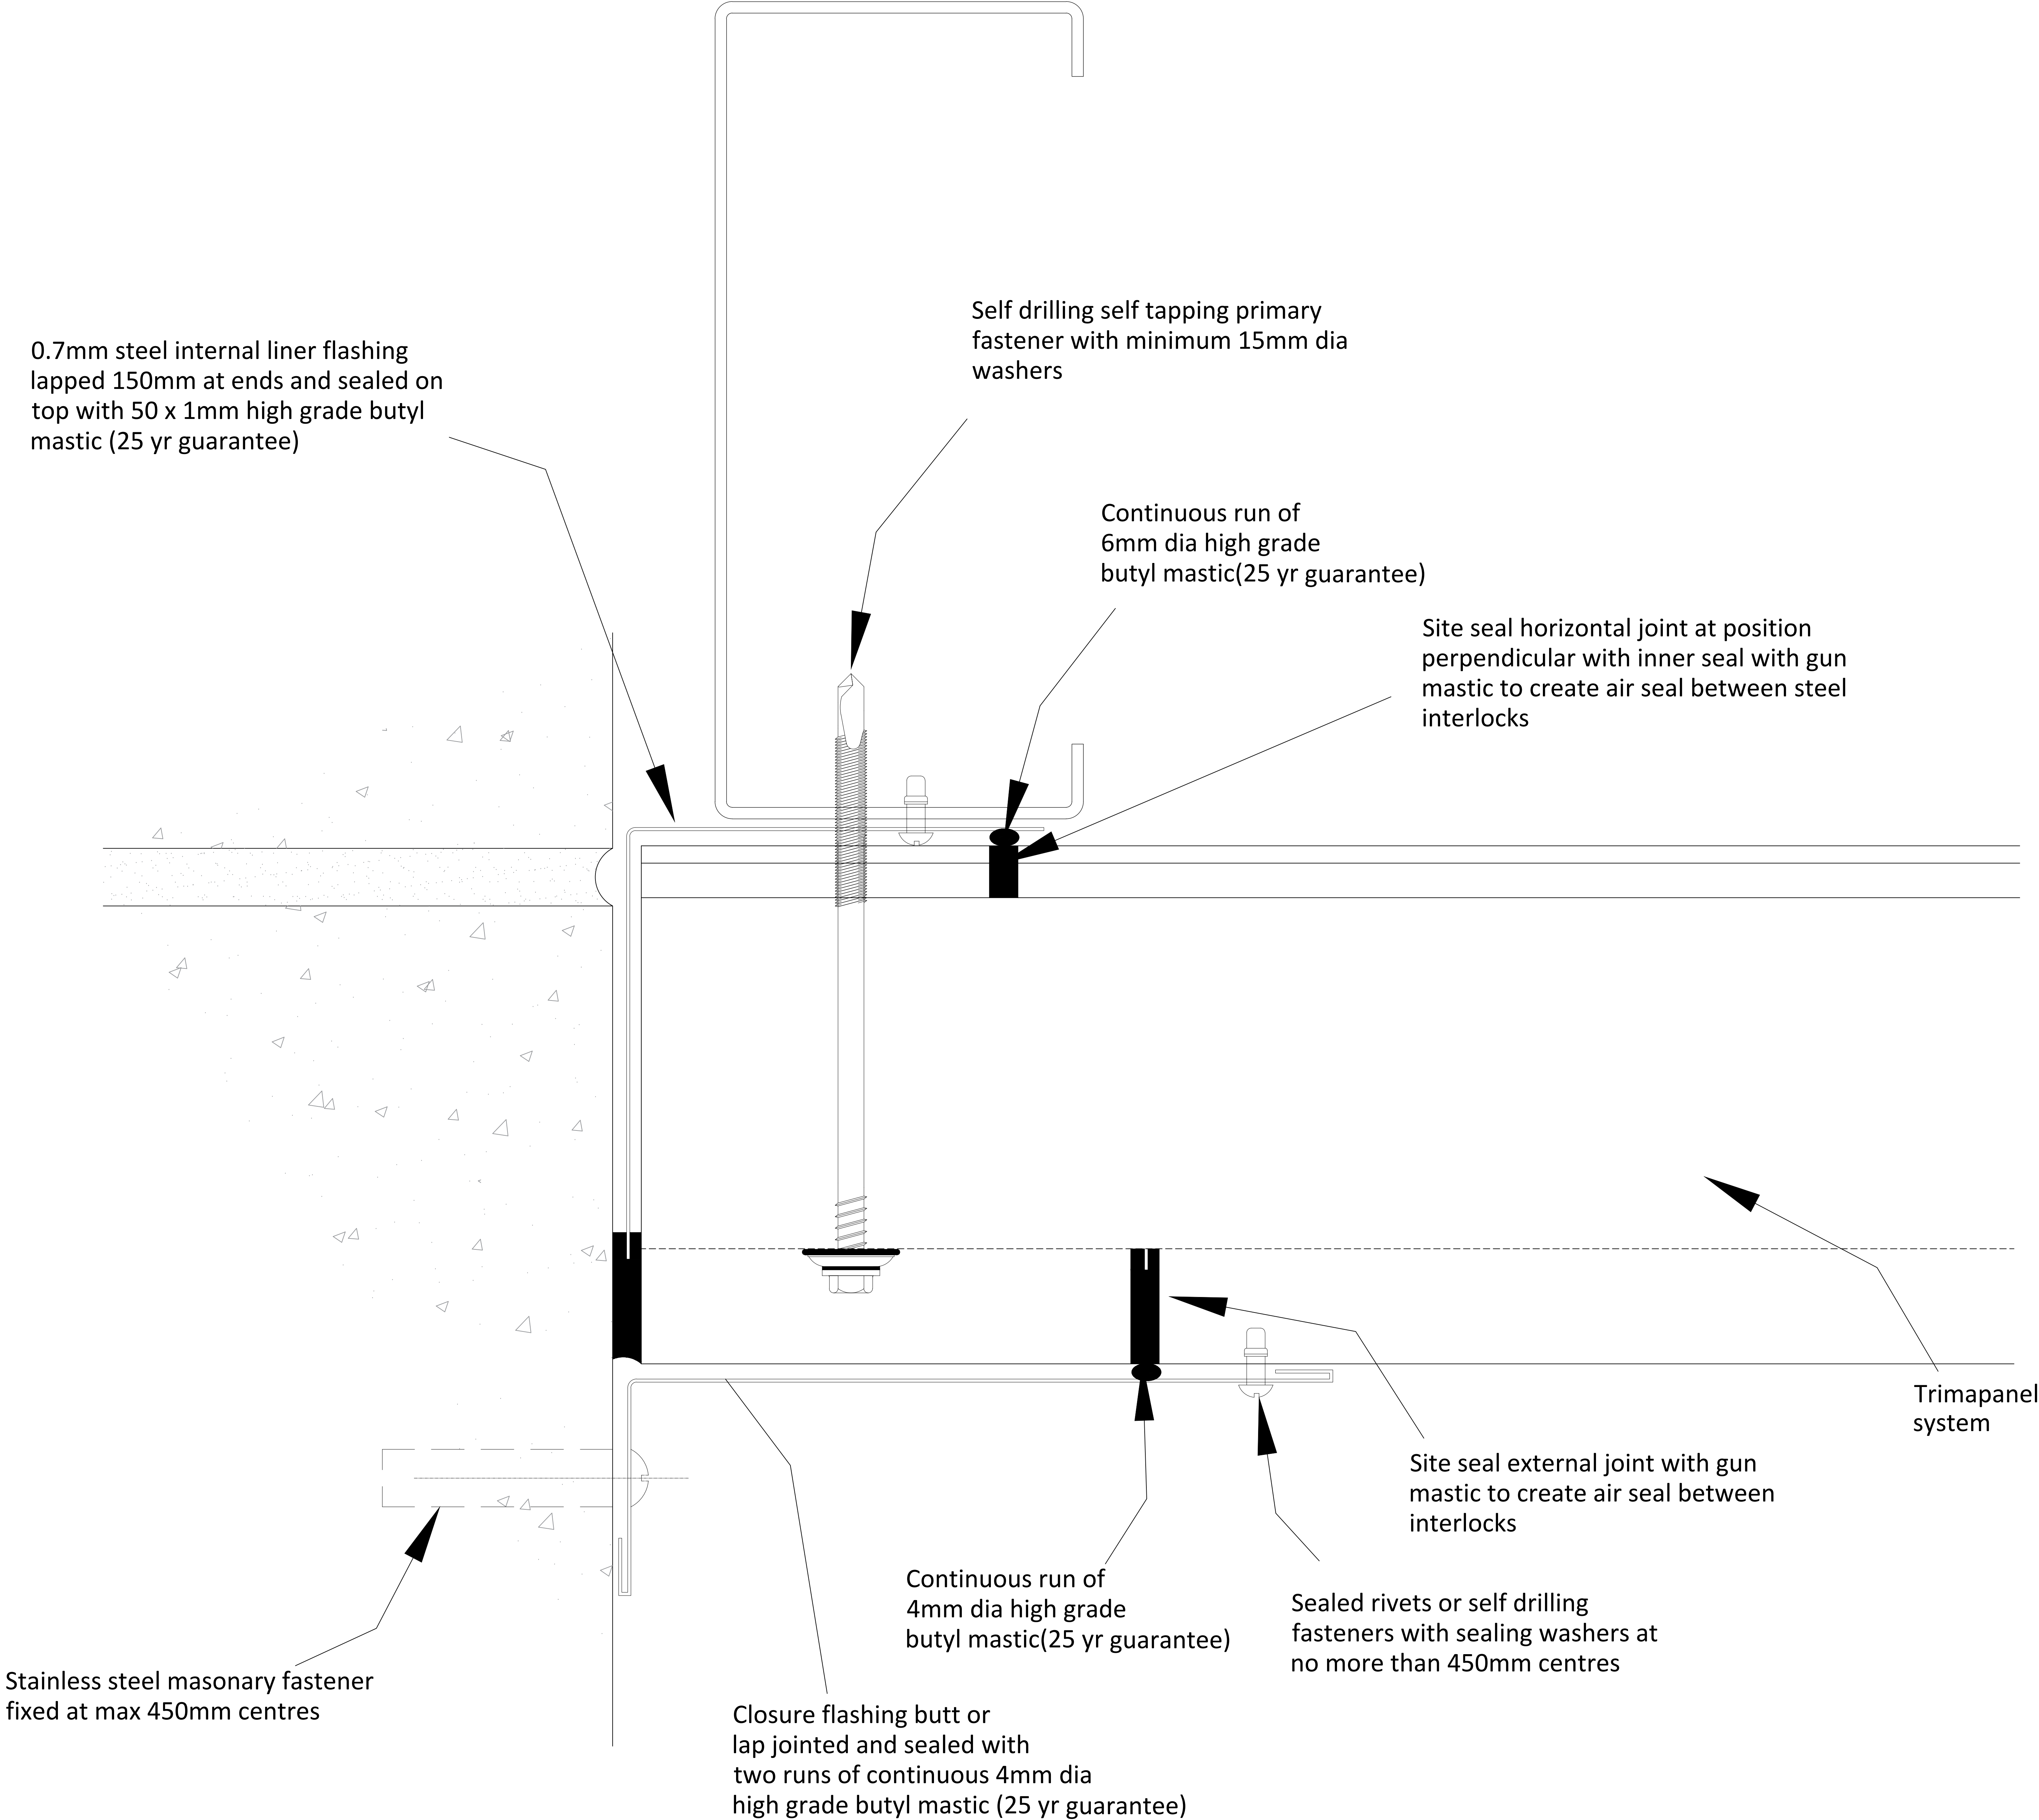 Self drilling self tapping primary
fastener with minimum 15mm dia
washers
0.7mm steel internal liner flashing
lapped 150mm at ends and sealed on
top with 50 x 1mm high grade butyl
mastic (25 yr guarantee)
Continuous run of
6mm dia high grade
butyl mastic(25 yr guarantee)
Site seal horizontal joint at position
perpendicular with inner seal with gun
mastic to create air seal between steel
interlocks
Trimapanel
system
Site seal external joint with gun
mastic to create air seal between
interlocks
Continuous run of
4mm dia high grade
butyl mastic(25 yr guarantee)
Sealed rivets or self drilling
fasteners with sealing washers at
no more than 450mm centres
Stainless steel masonary fastener
fixed at max 450mm centres
Closure flashing butt or
lap jointed and sealed with
two runs of continuous 4mm dia
high grade butyl mastic (25 yr guarantee)